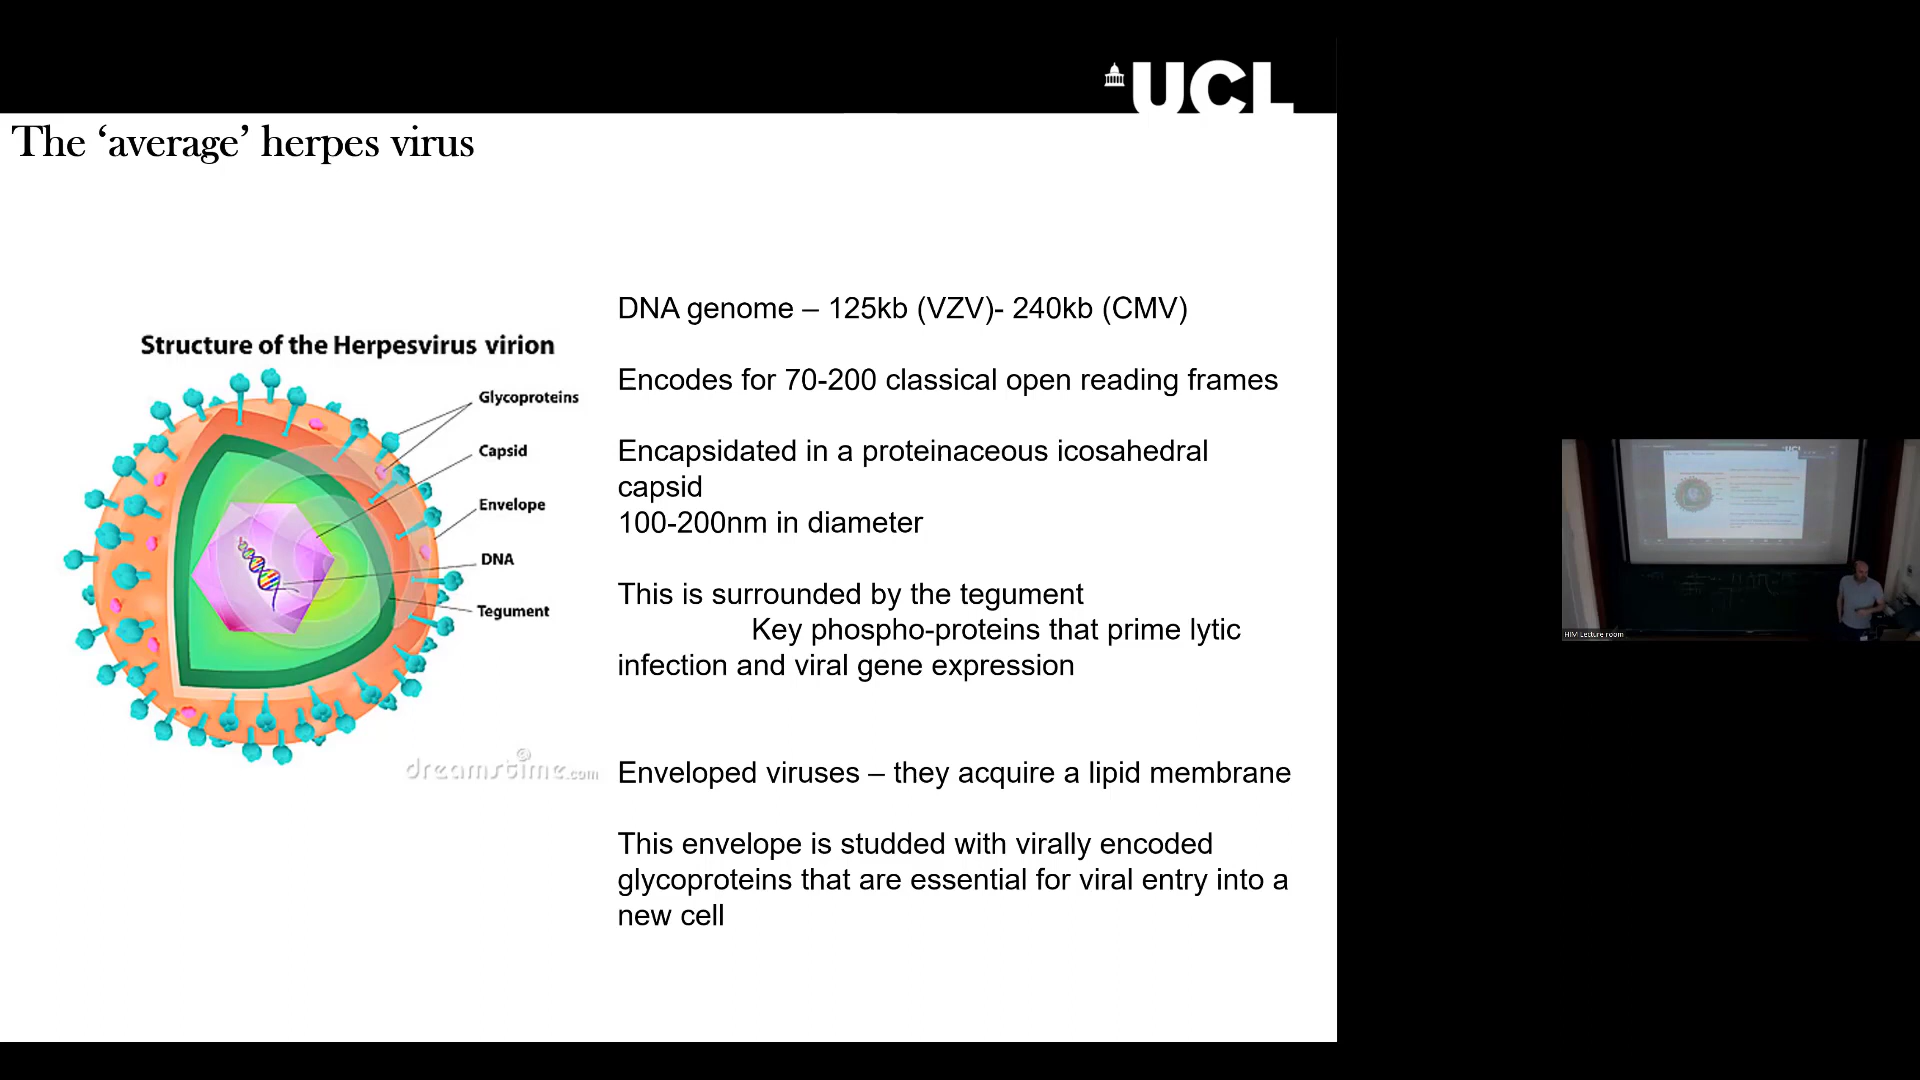 UCL
The ‘average’ herpes virus
Structure of the Herpesvirus virion
Glycoproteins
Capsid
Envelope
DNA
Tegument
dreamstime.com
DNA genome – 125kb (VZV)- 240kb (CMV)
Encodes for 70-200 classical open reading frames
Encapsidated in a proteinaceous icosahedral
capsid
100-200nm in diameter
This is surrounded by the tegument
Key phospho-proteins that prime lytic
infection and viral gene expression
Enveloped viruses – they acquire a lipid membrane
This envelope is studded with virally encoded
glycoproteins that are essential for viral entry into a
new cell
Lecture room